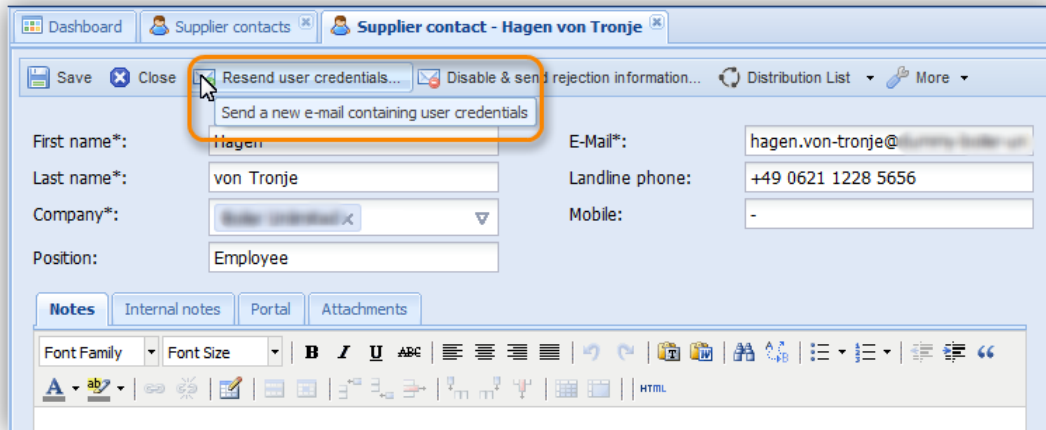 Dashboard Supplier contacts Supplier contact - Hagen von Tronje
Save Close Resend user credentials... Disable & send rejection information... Distribution List More
Send a new e-mail containing user credentials
First name*: Hagen E-Mail*: hagen.von-tronje@
Last name*: von Tronje Landline phone: +49 0621 1228 5656
Company*: Mobile: -
Position: Employee
Notes Internal notes Portal Attachments
Font Family Font Size B I U ABC
A ab HTML